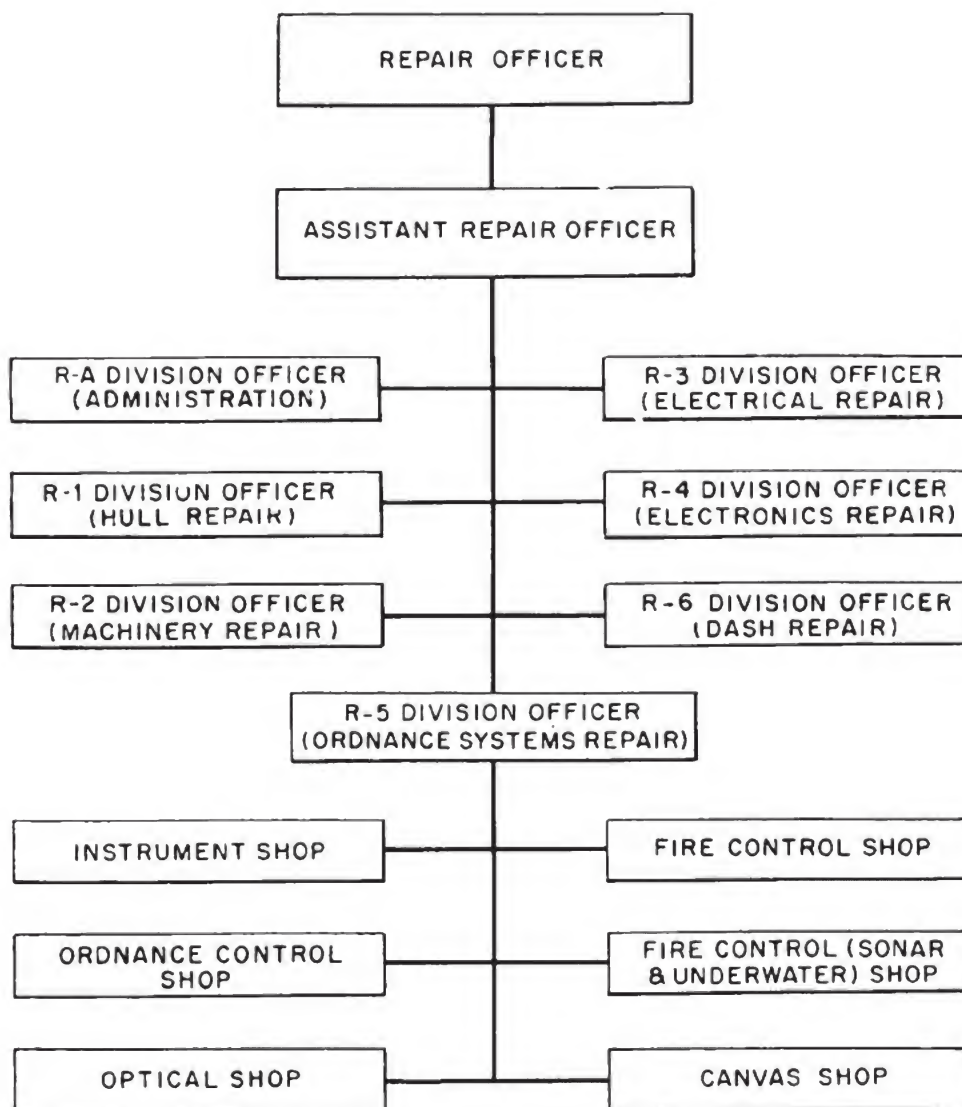 REPAIR OFFICER
ASSISTANT REPAIR OFFICER
R-A DIVISION OFFICER
(ADMINISTRATION)
R-3 DIVISION OFFICER
(ELECTRICAL REPAIR)
R-1 DIVISION OFFICER
(HULL REPAIR)
R-4 DIVISION OFFICER
(ELECTRONICS REPAIR)
R-2 DIVISION OFFICER
(MACHINERY REPAIR)
R-6 DIVISION OFFICER
(DASH REPAIR)
R-5 DIVISION OFFICER
(ORDNANCE SYSTEMS REPAIR)
INSTRUMENT SHOP
FIRE CONTROL SHOP
ORDNANCE CONTROL
SHOP
FIRE CONTROL (SONAR
& UNDERWATER) SHOP
OPTICAL SHOP
CANVAS SHOP